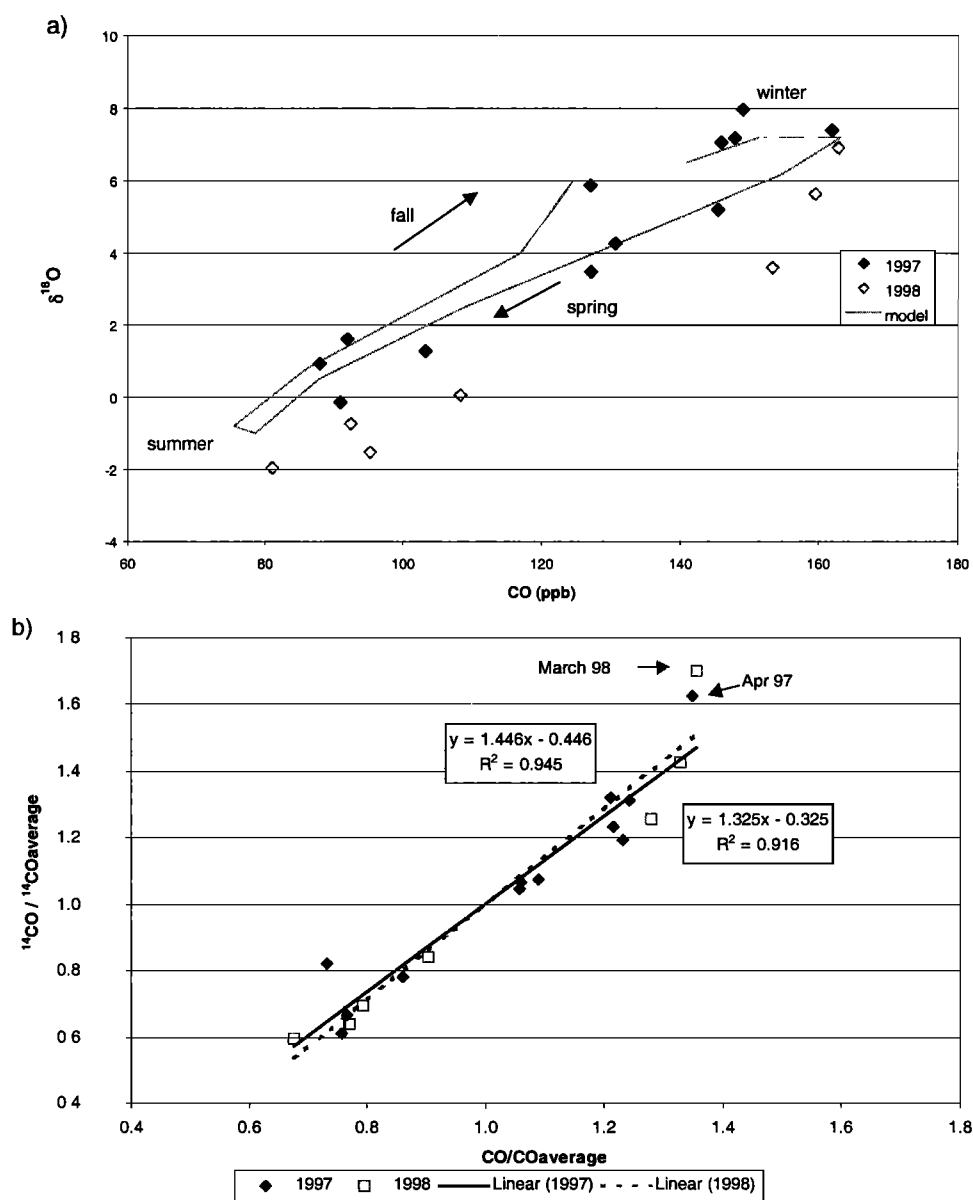 a)
10
8
6
4
2
0
-2
-4
δ18O
winter
fall
spring
summer
1997
1998
model
60 80 100 120 140 160 180
CO (ppb)
b)
1 8
1.6
1.4
1.2
1.0
0.8
0 6
0 4
14CO / 14COaverage
March 98
Apr 97
y = 1.446x - 0.446
R2 = 0.945
y = 1.325x - 0.325
R2 = 0.916
0.4 0.6 0.8 1.0 1.2 1.4 1.6 1.8
CO/COaverage
1997 1998 Linear (1997) Linear (1998)